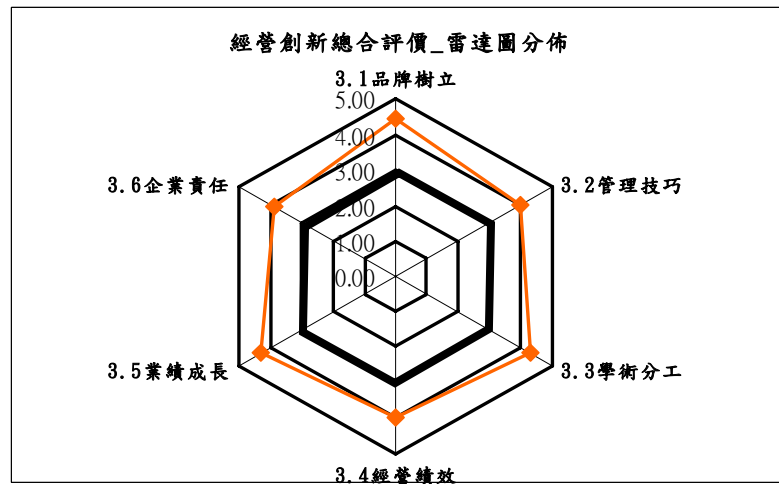 經營創新總合評價_雷達圖分佈
3.1品牌樹立
5.00
4.00
3.00
2.00
1.00
0.00
3.2管理技巧
3.3學術分工
3.4經營績效
3.5業績成長
3.6企業責任